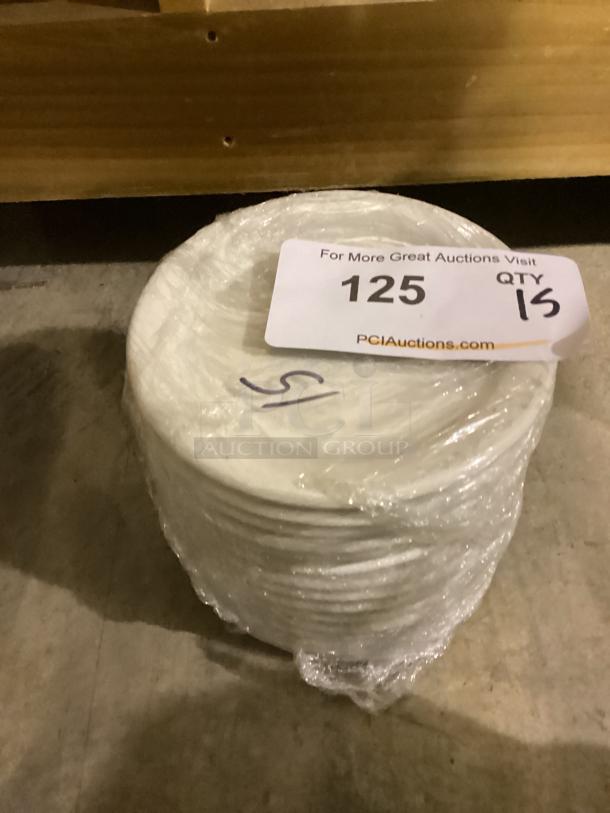 For More Great Auctions Visit
125 QTY 15
PCIAuctions.com
15
pci
AUCTION GROUP